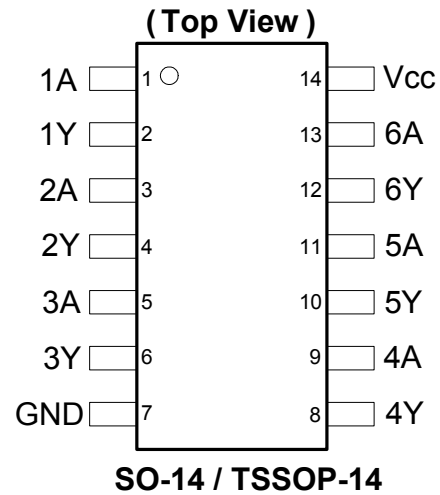 ( Top View )
1A 1 14 Vcc
1Y 2 13 6A
2A 3 12 6Y
2Y 4 11 5A
3A 5 10 5Y
3Y 6 9 4A
GND 7 8 4Y
SO-14 / TSSOP-14